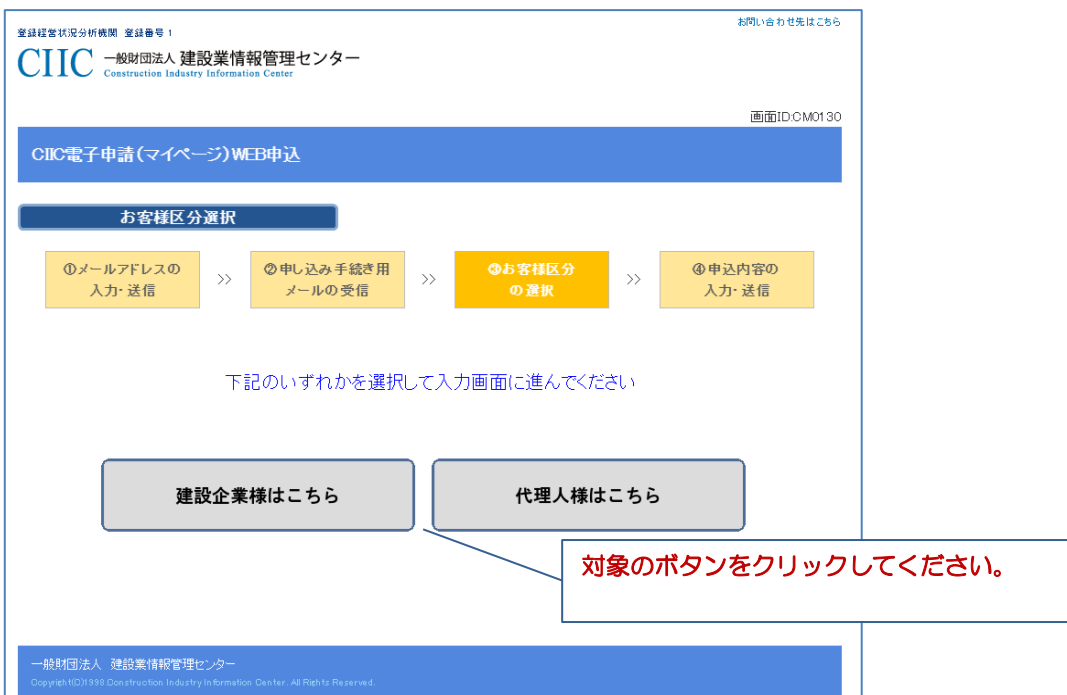 お問い合わせ先はこちら
登録経営状況分析機関 登録番号 1
CIIC 一般財団法人 建設業情報管理センター
Construction Industry Information Center
画面ID:CM0130
CIIC電子申請(マイページ)WEB申込
お客様区分選択
①メールアドレスの
入力・送信
>>
②申し込み手続き用
メールの受信
>>
③お客様区分
の選択
>>
④申込内容の
入力・送信
下記のいずれかを選択して入力画面に進んでください
建設企業様はこちら
代理人様はこちら
対象のボタンをクリックしてください。
一般財団法人 建設業情報管理センター
Copyright(C)1998 Construction Industry Information Center. All Rights Reserved.